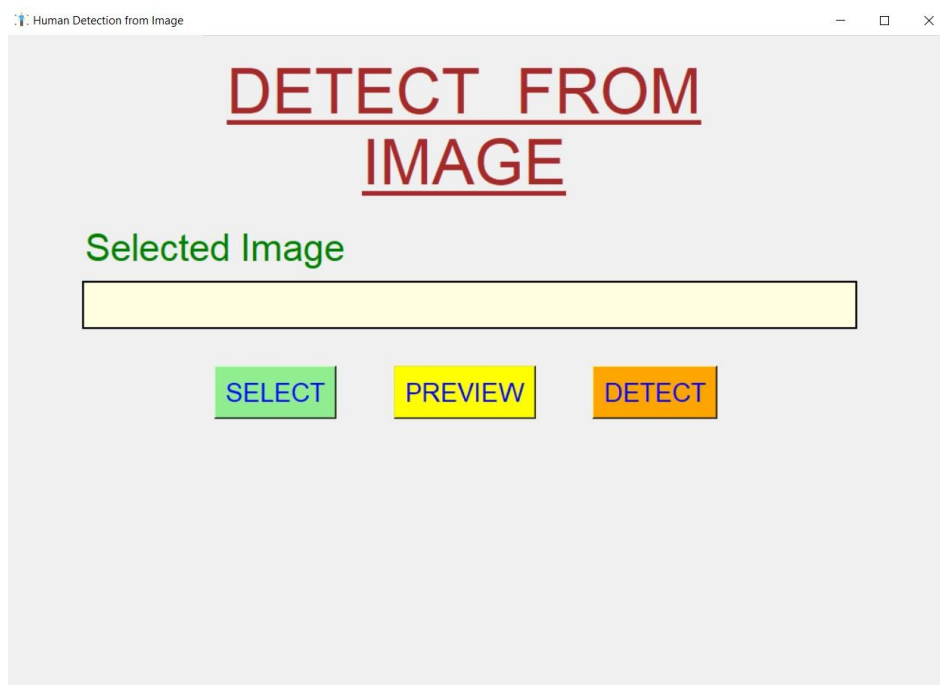 Human Detection from Image
DETECT FROM
IMAGE
Selected Image
SELECT PREVIEW DETECT